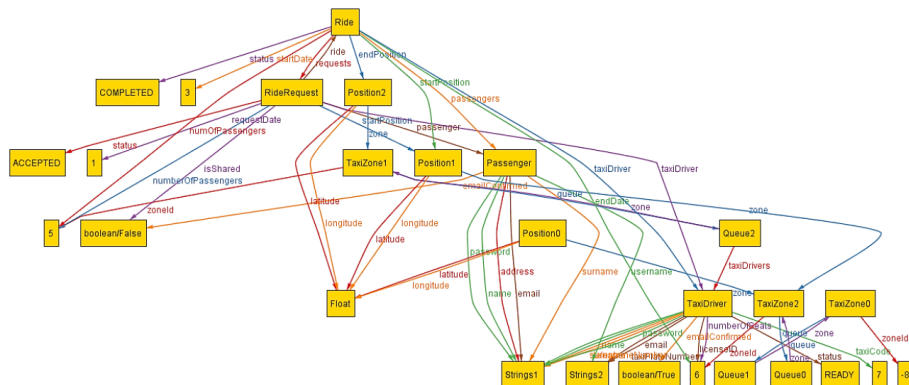 Ride
ride
status
startDate
requests
endPosition
COMPLETED
3
RideRequest
Position2
startPosition
passengers
requestDate
numOfPassengers
startPosition
passenger
zone
status
ACCEPTED
1
TaxiZone1
Position1
Passenger
isShared
taxiDriver
taxiDriver
numberOfPassengers
emailConfirmed
queue
endDate
zoneId
latitude
longitude
longitude
zone
zone
5
boolean/False
Position0
Queue2
latitude
password
address
surname
username
taxiDrivers
latitude
longitude
name
email
zone
Float
TaxiDriver
TaxiZone2
TaxiZone0
password
numberOfSeats
name
email
emailConfirmed
queue
queue
zone
licenseID
zoneId
taxiCode
zoneId
zone
status
Strings1
Strings2
boolean/True
6
Queue1
Queue0
READY
7
-8